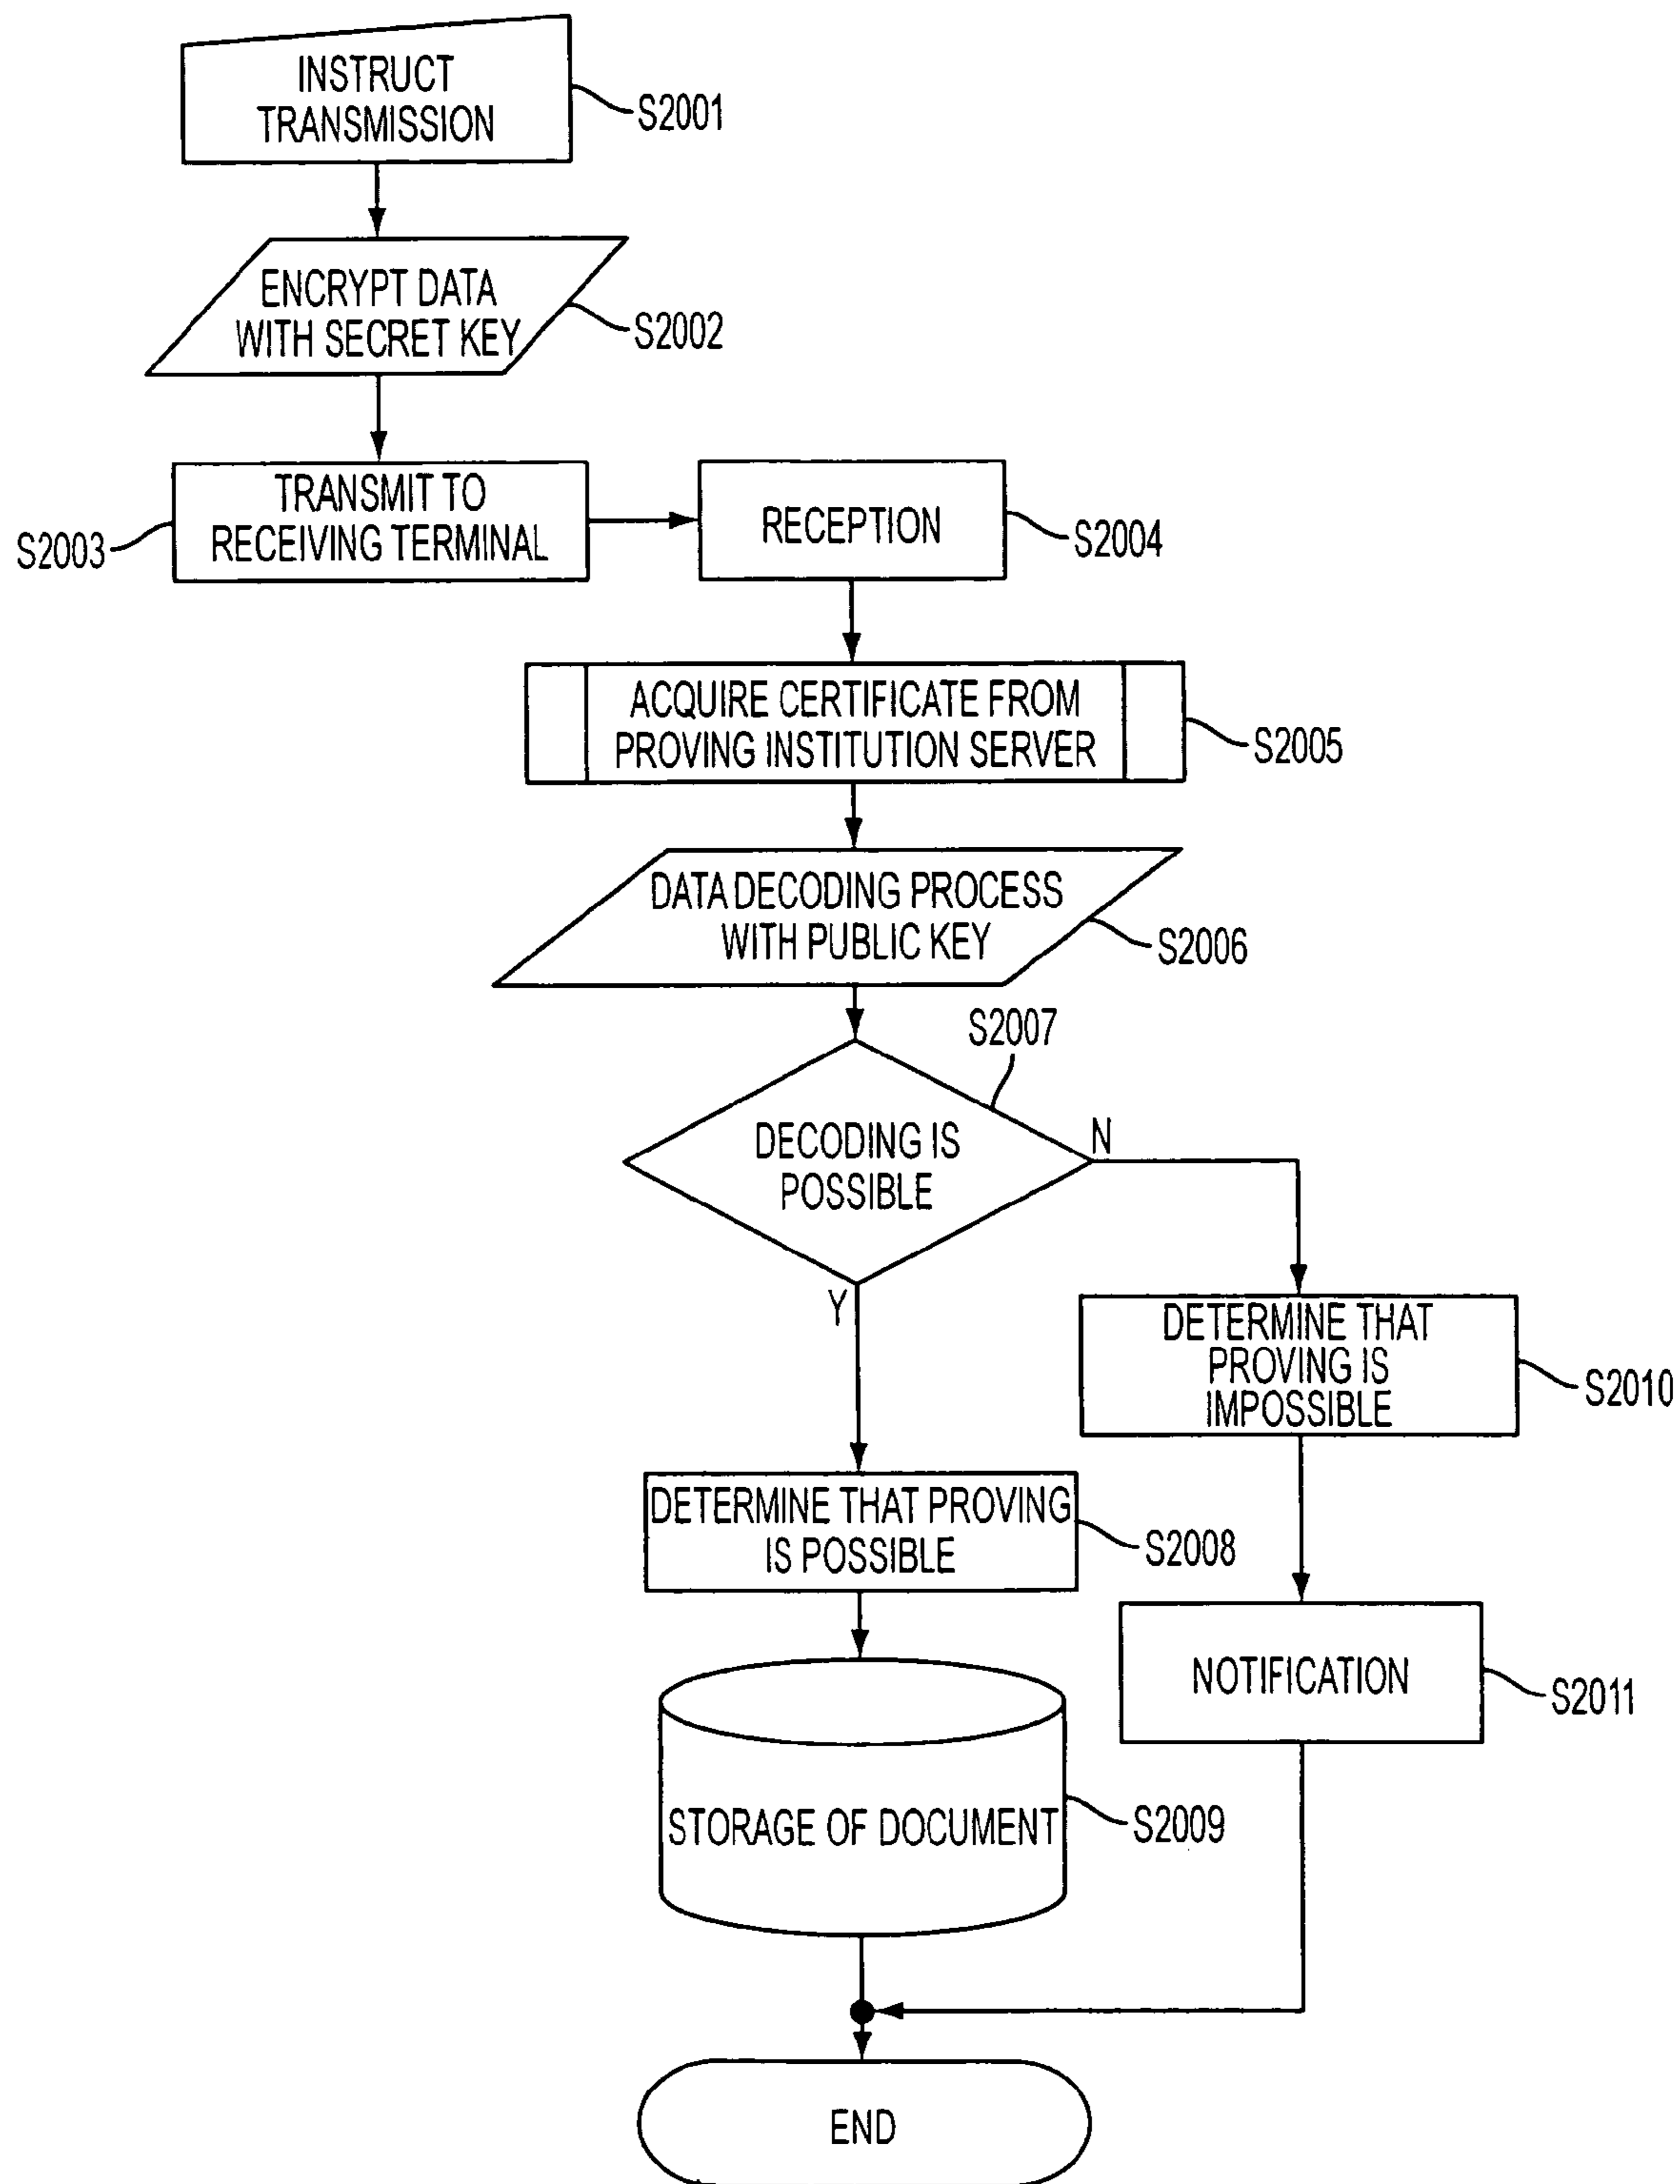 INSTRUCT
TRANSMISSION
S2001
ENCRYPT DATA
WITH SECRET KEY
S2002
TRANSMIT TO
RECEIVING TERMINAL
S2003
RECEPTION
S2004
ACQUIRE CERTIFICATE FROM
PROVING INSTITUTION SERVER
S2005
DATA DECODING PROCESS
WITH PUBLIC KEY
S2006
S2007
DECODING IS
POSSIBLE
N
Y
DETERMINE THAT
PROVING IS
IMPOSSIBLE
S2010
DETERMINE THAT PROVING
IS POSSIBLE
S2008
NOTIFICATION
S2011
STORAGE OF DOCUMENT
S2009
END